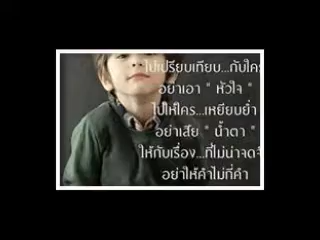 ไปเปรียบเทียบ...กับใคร
อย่าเอา " หัวใจ "
ไปให้ใคร...เหยียบย่ำ
อย่าเสีย " น้ำตา "
ให้กับเรื่อง...ที่ไม่น่าจดจำ
อย่าให้คำไม่กี่คำ